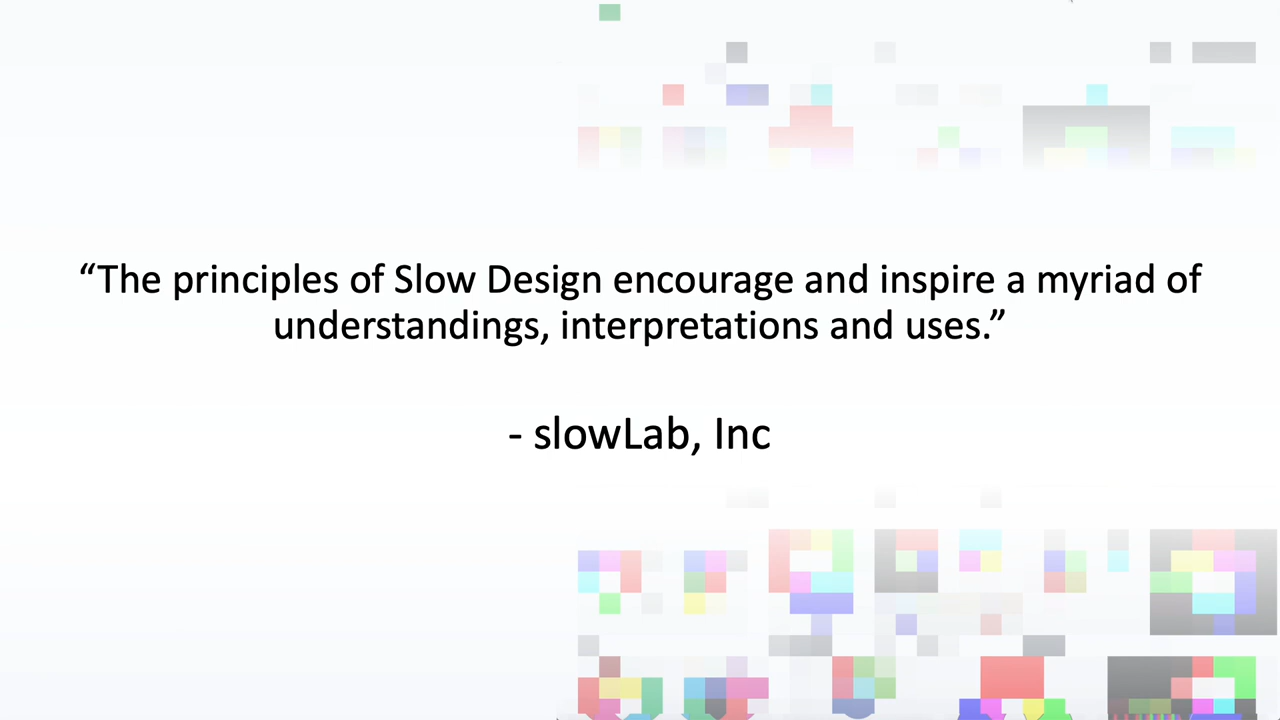 “The principles of Slow Design encourage and inspire a myriad of
understandings, interpretations and uses.”
- slowLab, Inc